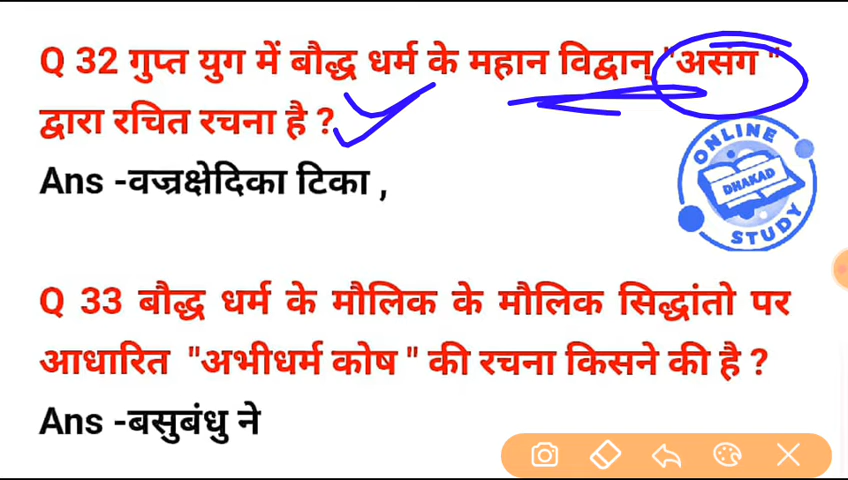 Q 32 गुप्त युग में बौद्ध धर्म के महान विद्वान् "असंग "
द्वारा रचित रचना है ?
Ans -वज्रक्षेदिका टिका ,
ONLINE
DHAKAD
STUDY
Q 33 बौद्ध धर्म के मौलिक के मौलिक सिद्धांतो पर
आधारित "अभीधर्म कोष " की रचना किसने की है ?
Ans -बसुबंधु ने